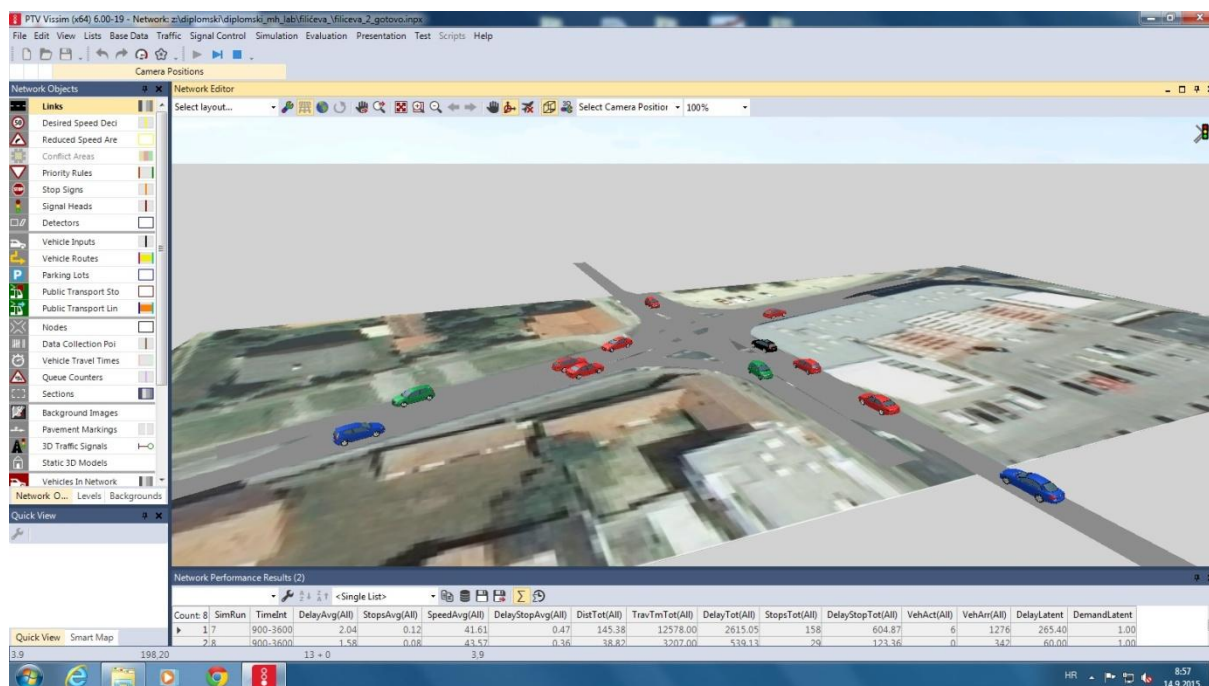 PTV Vissim (x64) 6.00-19 - Network: z:\diplomski\diplomski_mh_lab\filićeva_\filiceva_2_gotovo.inpx
File Edit View Lists Base Data Traffic Signal Control Simulation Evaluation Presentation Test Scripts Help
Camera Positions
Network Objects
Network Editor
Select layout...
Select Camera Position
100%
Links
Desired Speed Deci
Reduced Speed Are
Conflict Areas
Priority Rules
Stop Signs
Signal Heads
Detectors
Vehicle Inputs
Vehicle Routes
Parking Lots
Public Transport Sto
Public Transport Lin
Nodes
Data Collection Poi
Vehicle Travel Times
Queue Counters
Sections
Background Images
Pavement Markings
3D Traffic Signals
Static 3D Models
Vehicles In Network
Network O... Levels Backgrounds
Quick View
Network Performance Results (2)
<Single List>
Count: 8 SimRun TimeInt DelayAvg(All) StopsAvg(All) SpeedAvg(All) DelayStopAvg(All) DistTot(All) TravTmTot(All) DelayTot(All) StopsTot(All) DelayStopTot(All) VehAct(All) VehArr(All) DelayLatent DemandLatent
1 7 900-3600 2.04 0.12 41.61 0.47 145.38 12578.00 2615.05 158 604.87 6 1276 265.40 1.00
2 8 900-3600 1.58 0.08 43.57 0.36 38.82 3207.00 539.13 29 123.36 0 342 60.00 1.00
Quick View Smart Map
3.9 198,20 13 + 0 3,9
HR 8:57
14.9.2015